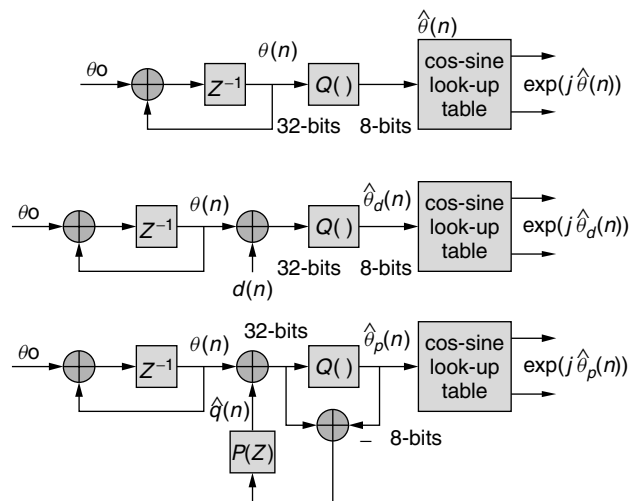 θ̂(n)
θo
θ(n)
Z⁻¹
Q( )
cos-sine
look-up
table
exp(j θ̂(n))
32-bits
8-bits
θo
θ(n)
Z⁻¹
d(n)
Q( )
θ̂d(n)
cos-sine
look-up
table
exp(j θ̂d(n))
32-bits
8-bits
θo
θ(n)
Z⁻¹
32-bits
Q( )
θ̂p(n)
cos-sine
look-up
table
exp(j θ̂p(n))
q̂(n)
P(Z)
–
8-bits